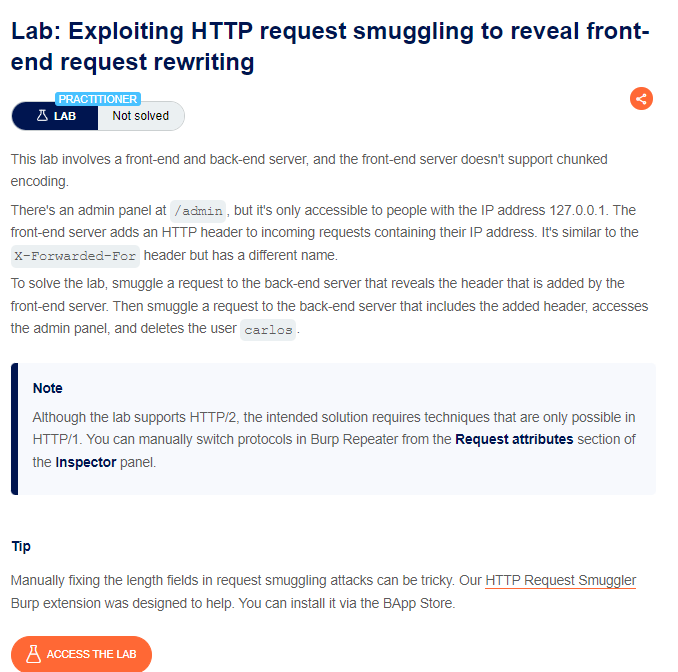 Lab: Exploiting HTTP request smuggling to reveal front-
end request rewriting
PRACTITIONER
LAB
Not solved
This lab involves a front-end and back-end server, and the front-end server doesn't support chunked
encoding.
There's an admin panel at /admin, but it's only accessible to people with the IP address 127.0.0.1. The
front-end server adds an HTTP header to incoming requests containing their IP address. It's similar to the
X-Forwarded-For header but has a different name.
To solve the lab, smuggle a request to the back-end server that reveals the header that is added by the
front-end server. Then smuggle a request to the back-end server that includes the added header, accesses
the admin panel, and deletes the user carlos.
Note
Although the lab supports HTTP/2, the intended solution requires techniques that are only possible in
HTTP/1. You can manually switch protocols in Burp Repeater from the Request attributes section of
the Inspector panel.
Tip
Manually fixing the length fields in request smuggling attacks can be tricky. Our HTTP Request Smuggler
Burp extension was designed to help. You can install it via the BApp Store.
ACCESS THE LAB